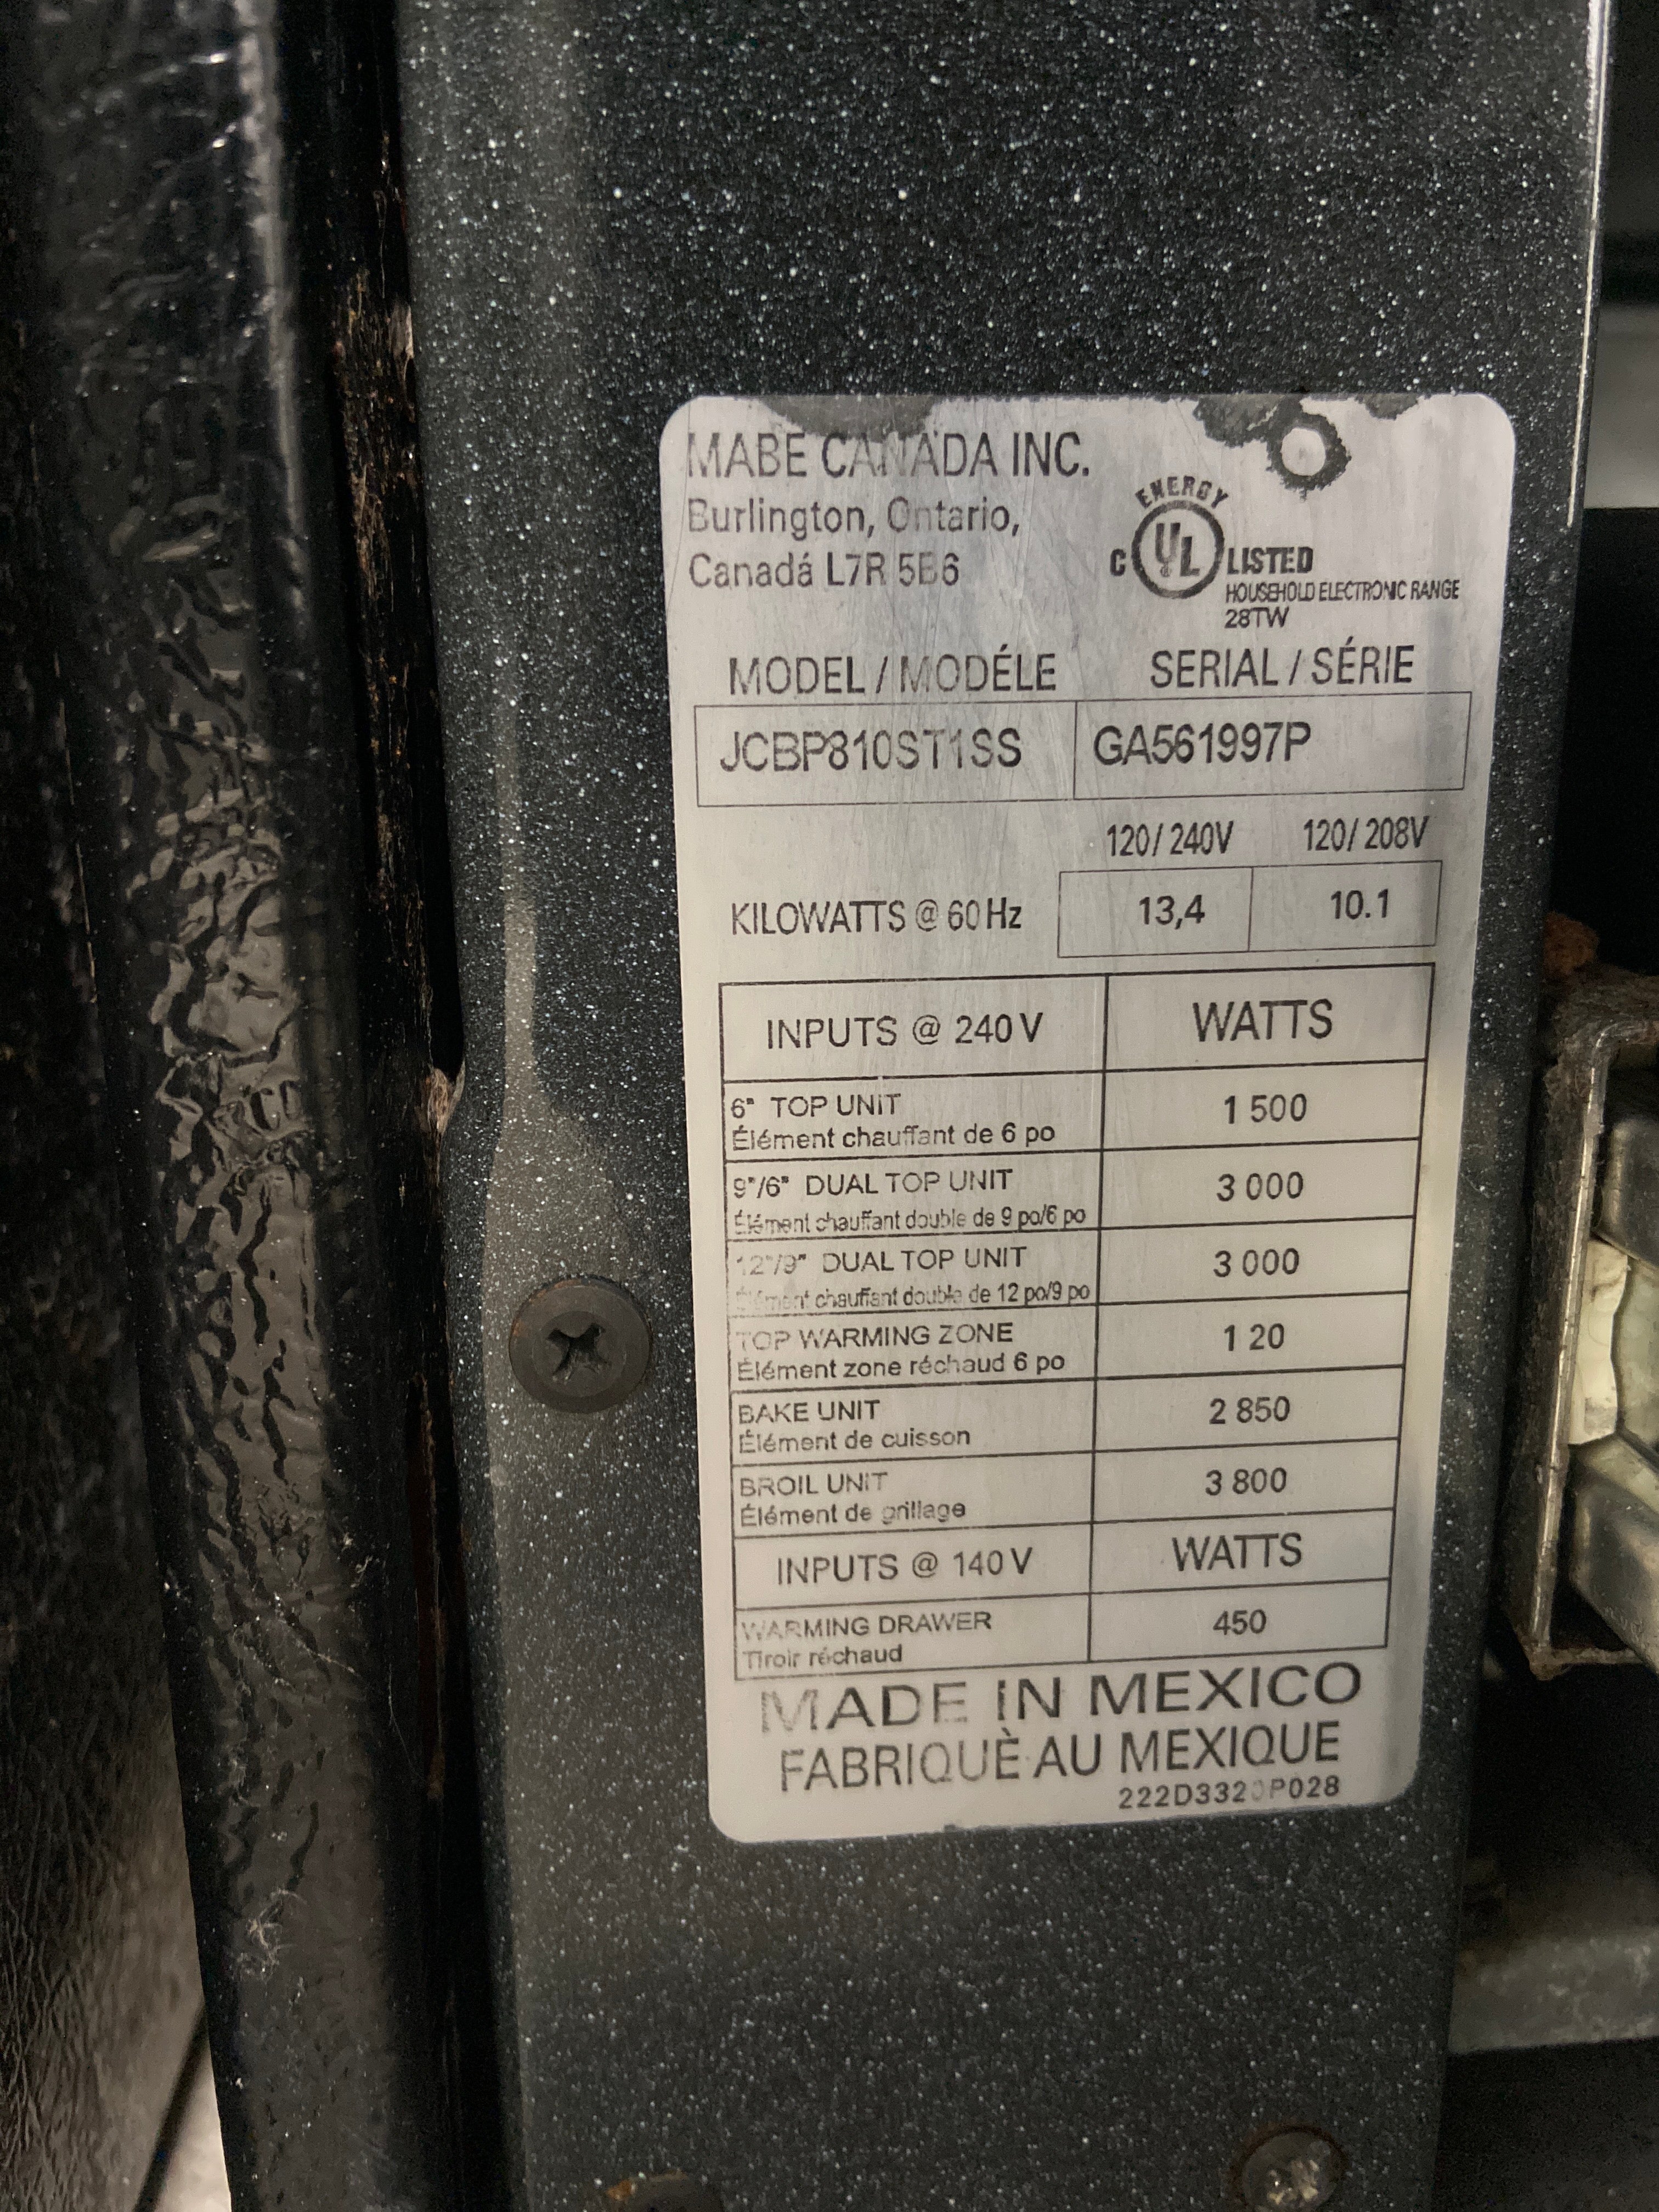 MABE CANADA INC.
Burlington, Ontario,
Canadá L7R 5B6
ENERGY
C UL LISTED
HOUSEHOLD ELECTRONIC RANGE
28TW
MODEL / MODÉLE SERIAL / SÉRIE
JCBP810ST1SS GA561997P
120/240V 120/208V
KILOWATTS @ 60 Hz 13,4 10.1
INPUTS @ 240 V WATTS
6" TOP UNIT 1 500
Élément chauffant de 6 po
9"/6" DUAL TOP UNIT 3 000
Élément chauffant double de 9 po/6 po
12"/9" DUAL TOP UNIT 3 000
Élément chauffant double de 12 po/9 po
TOP WARMING ZONE 1 20
Élément zone réchaud 6 po
BAKE UNIT 2 850
Élément de cuisson
BROIL UNIT 3 800
Élément de grillage
INPUTS @ 140 V WATTS
WARMING DRAWER 450
Tiroir réchaud
MADE IN MEXICO
FABRIQUÈ AU MEXIQUE
222D3320P028